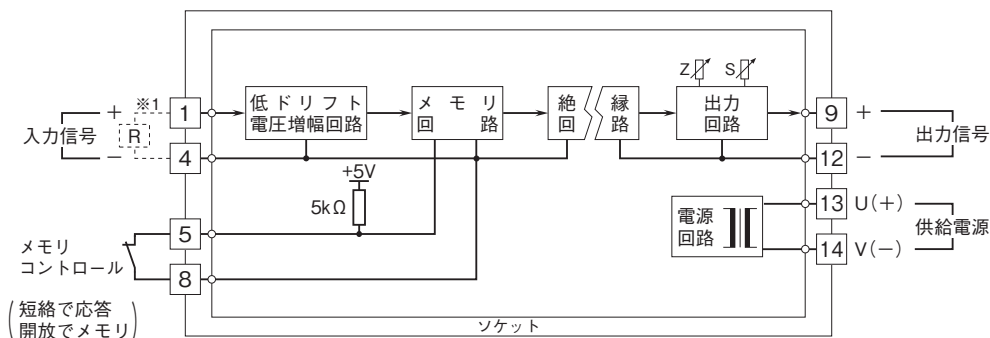 ※1
+
R
−
入力信号
1
4
低ドリフト
電圧増幅回路
メモリ
回路
絶縁
回路
Z
S
出力
回路
9
+
12
−
出力信号
+5V
5kΩ
5
8
メモリ
コントロール
(短絡で応答
開放でメモリ)
電源
回路
13
U(+)
14
V(−)
供給電源
ソケット